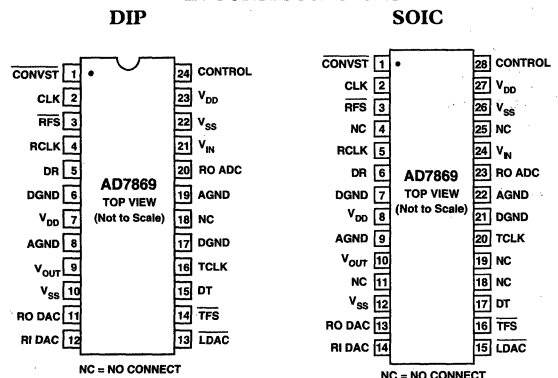 DIP
SOIC
CONVST 1
CLK 2
RFS 3
RCLK 4
DR 5
DGND 6
VDD 7
AGND 8
VOUT 9
VSS 10
RO DAC 11
RI DAC 12
AD7869
TOP VIEW
(Not to Scale)
24 CONTROL
23 VDD
22 VSS
21 VIN
20 RO ADC
19 AGND
18 NC
17 DGND
16 TCLK
15 DT
14 TFS
13 LDAC
NC = NO CONNECT
CONVST 1
CLK 2
RFS 3
NC 4
RCLK 5
DR 6
DGND 7
VDD 8
AGND 9
VOUT 10
NC 11
VSS 12
RO DAC 13
RI DAC 14
AD7869
TOP VIEW
(Not to Scale)
28 CONTROL
27 VDD
26 VSS
25 NC
24 VIN
23 RO ADC
22 AGND
21 DGND
20 TCLK
19 NC
18 NC
17 DT
16 TFS
15 LDAC
NC = NO CONNECT